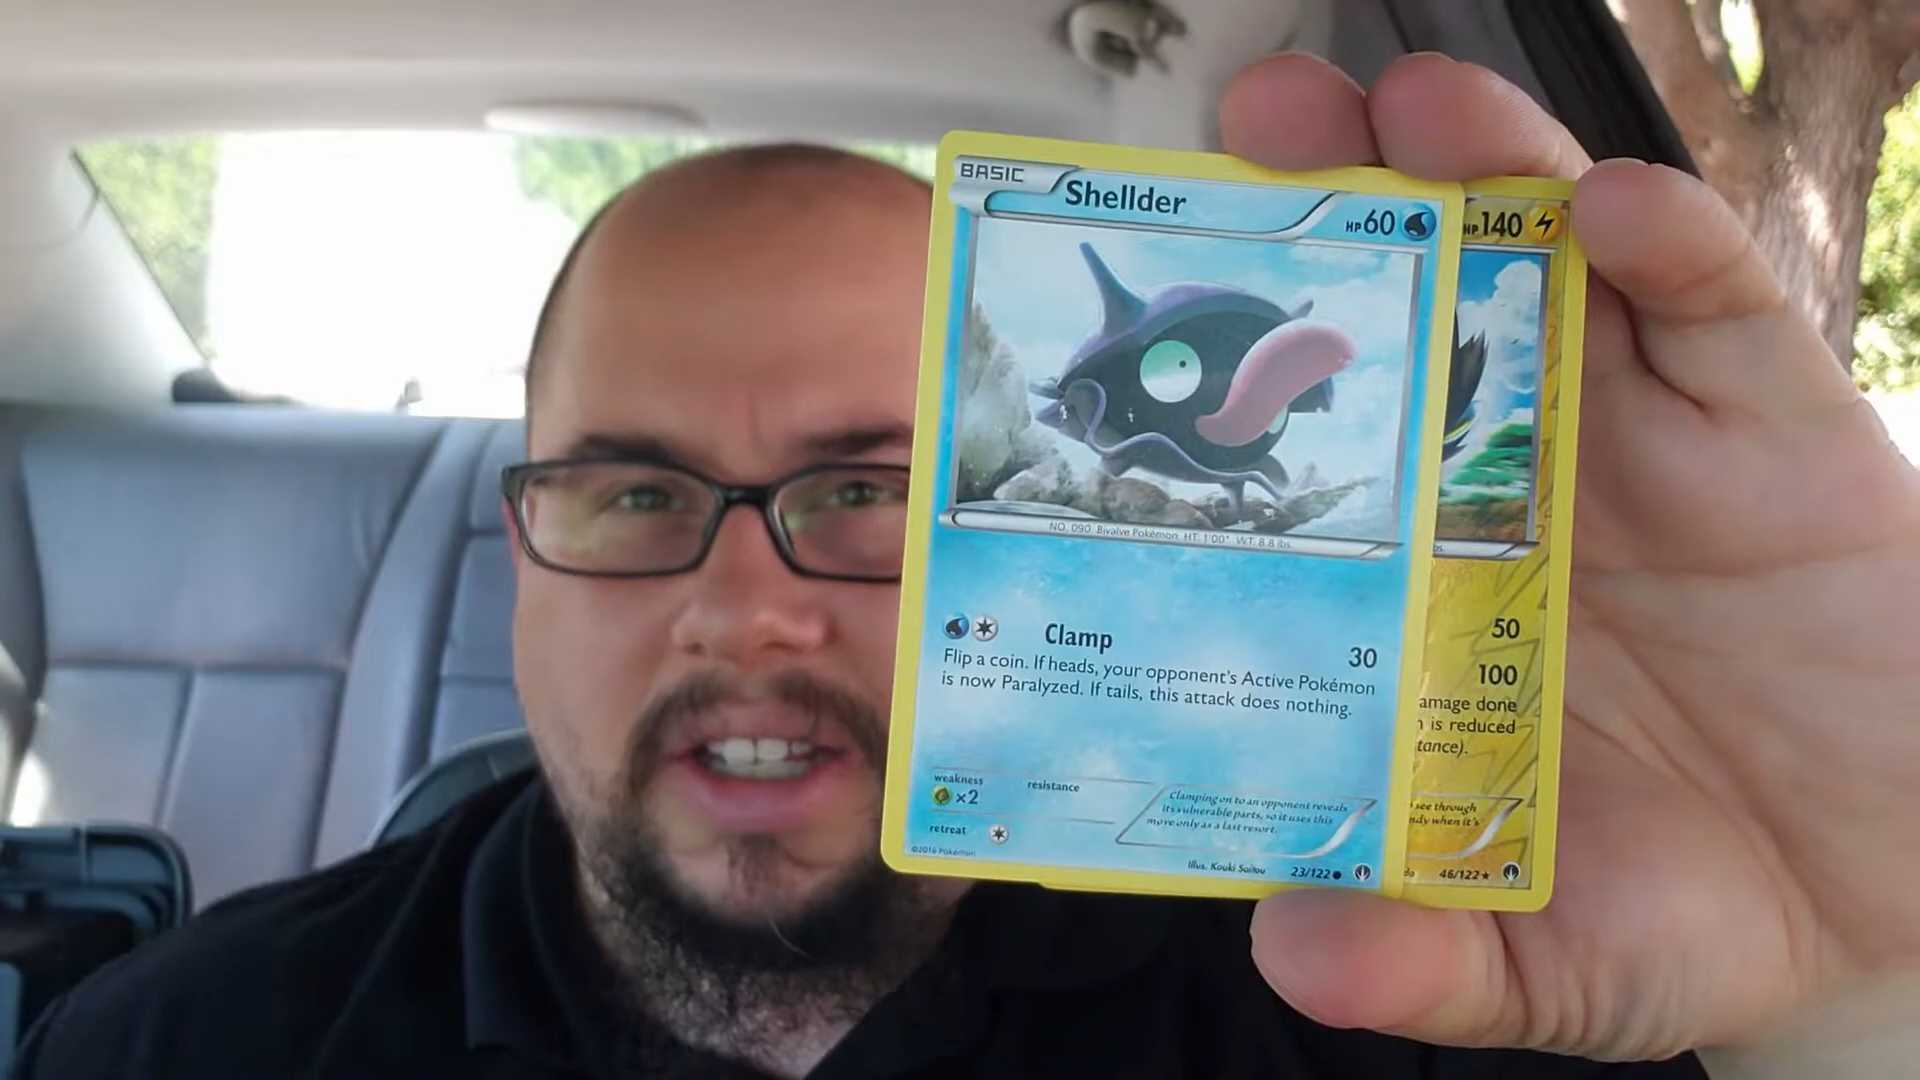 BASIC
Shellder
HP60
NO. 090 Bivalve Pokémon HT: 1'00" WT: 8.8 lbs.
Clamp 30
Flip a coin. If heads, your opponent's Active Pokémon
is now Paralyzed. If tails, this attack does nothing.
weakness
×2
resistance
retreat
Clamping on to an opponent reveals
its vulnerable parts, so it uses this
move only as a last resort.
©2016 Pokémon
Illus. Kouki Saitou
23/122
HP140
50
100
amage done
is reduced
tance).
see through
ndy when it's
46/122